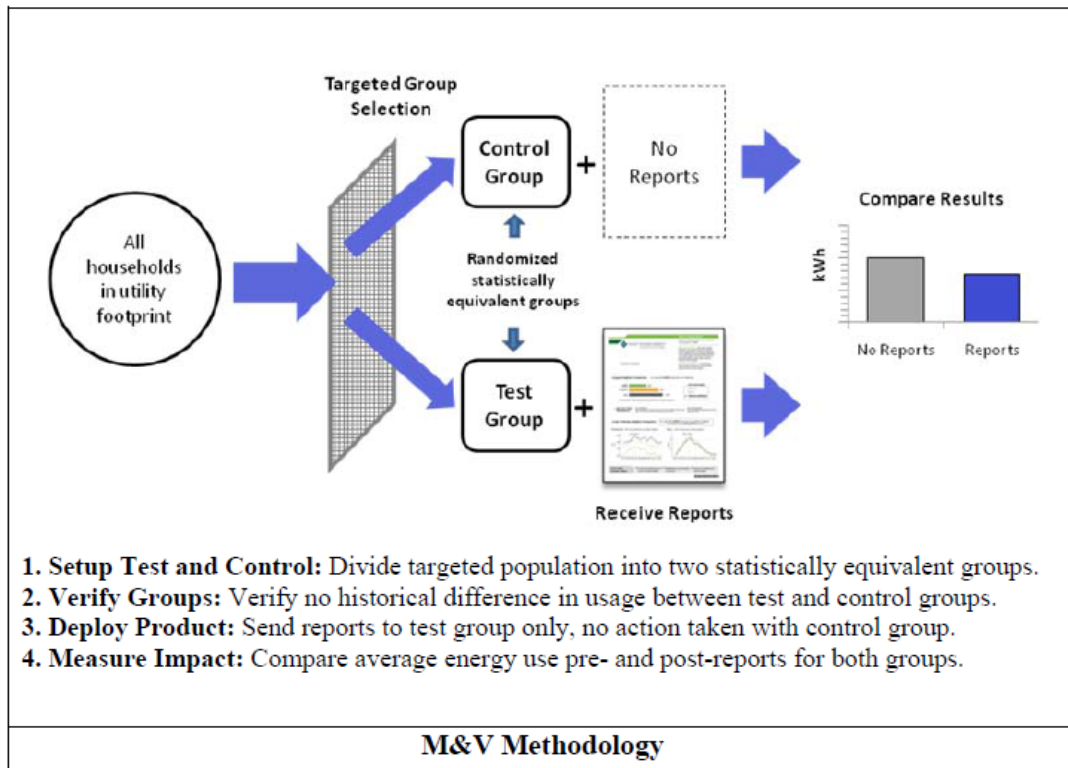 Targeted Group
Selection
All
households
in utility
footprint
Control
Group
+
No
Reports
Randomized
statistically
equivalent groups
Test
Group
+
Receive Reports
Compare Results
kWh
No Reports
Reports
1. Setup Test and Control: Divide targeted population into two statistically equivalent groups.
2. Verify Groups: Verify no historical difference in usage between test and control groups.
3. Deploy Product: Send reports to test group only, no action taken with control group.
4. Measure Impact: Compare average energy use pre- and post-reports for both groups.
M&V Methodology